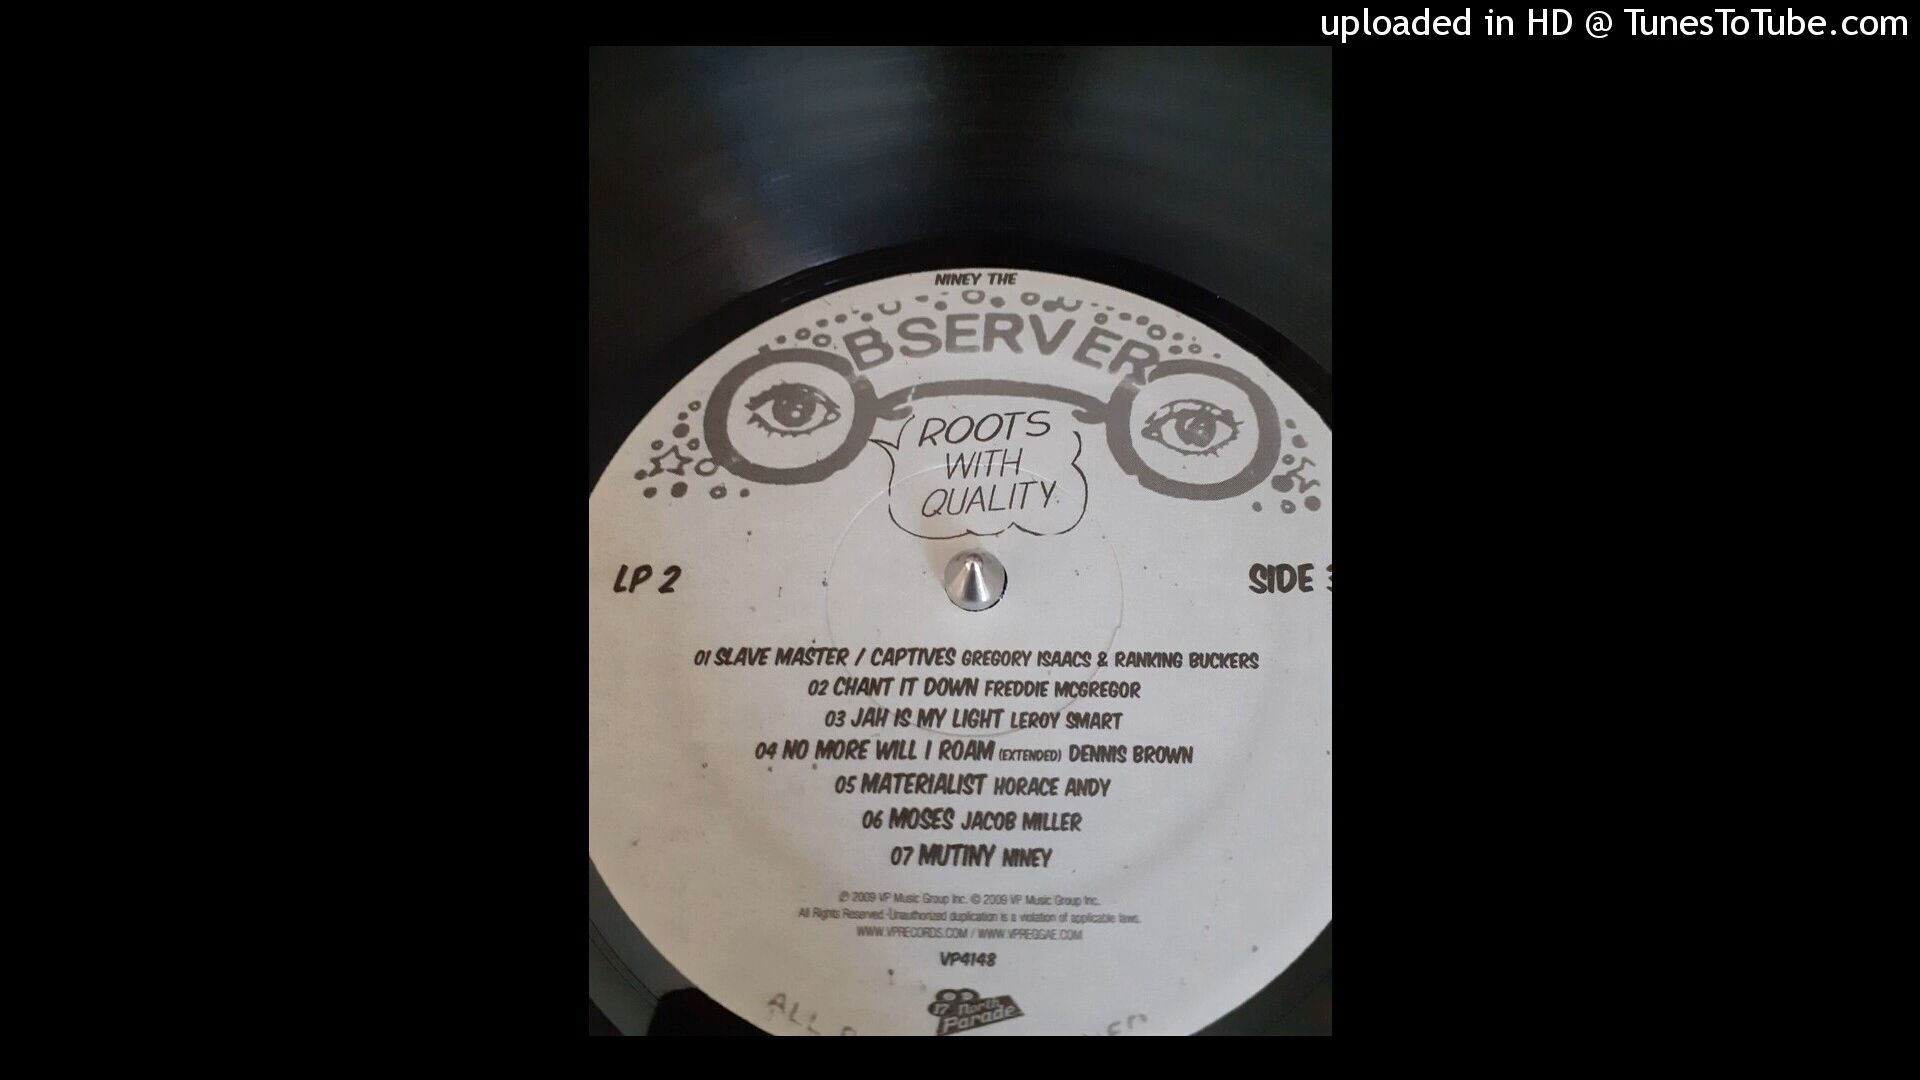 uploaded in HD @ TunesToTube.com
NINEY THE
OBSERVER
ROOTS
WITH
QUALITY
LP 2
SIDE 3
01 SLAVE MASTER / CAPTIVES GREGORY ISAACS & RANKING BUCKERS
02 CHANT IT DOWN FREDDIE MCGREGOR
03 JAH IS MY LIGHT LEROY SMART
04 NO MORE WILL I ROAM (EXTENDED) DENNIS BROWN
05 MATERIALIST HORACE ANDY
06 MOSES JACOB MILLER
07 MUTINY NINEY
℗ 2009 VP Music Group Inc. © 2009 VP Music Group Inc.
All Rights Reserved.-Unauthorized duplication is a violation of applicable laws.
WWW.VPRECORDS.COM / WWW.VPREGGAE.COM
VP4148
17 North
Parade
ALL